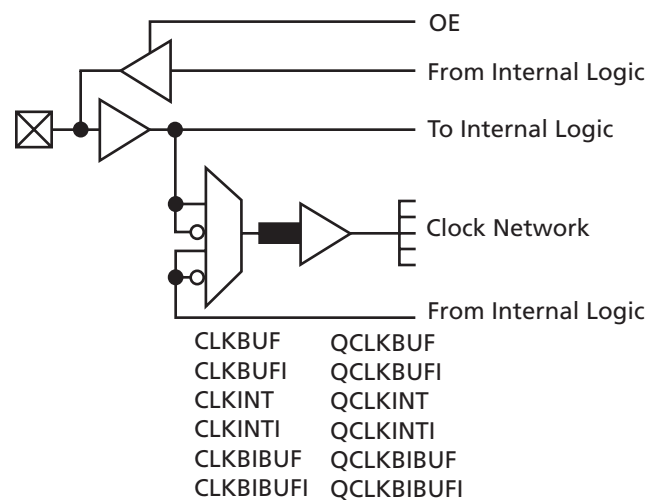 OE
From Internal Logic
To Internal Logic
Clock Network
From Internal Logic
CLKBUF QCLKBUF
CLKBUFI QCLKBUFI
CLKINT QCLKINT
CLKINTI QCLKINTI
CLKBIBUF QCLKBIBUF
CLKBIBUFI QCLKBIBUFI